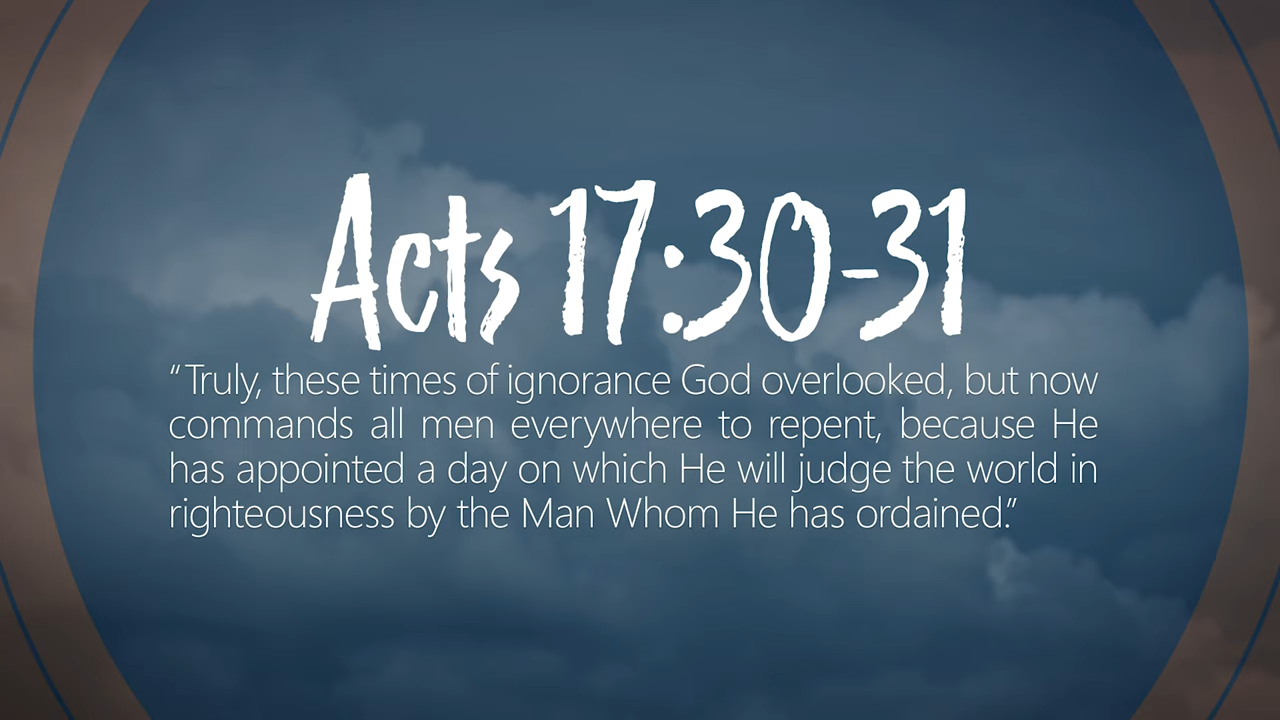 Acts 17:30-31
“Truly, these times of ignorance God overlooked, but now
commands all men everywhere to repent, because He
has appointed a day on which He will judge the world in
righteousness by the Man Whom He has ordained.”